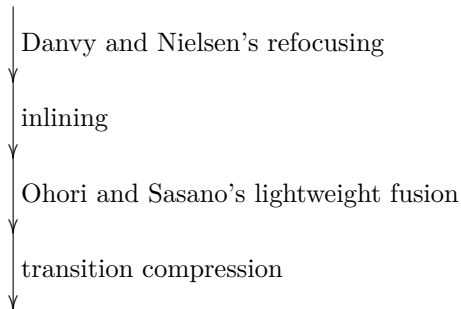 Danvy and Nielsen's refocusing
inlining
Ohori and Sasano's lightweight fusion
transition compression